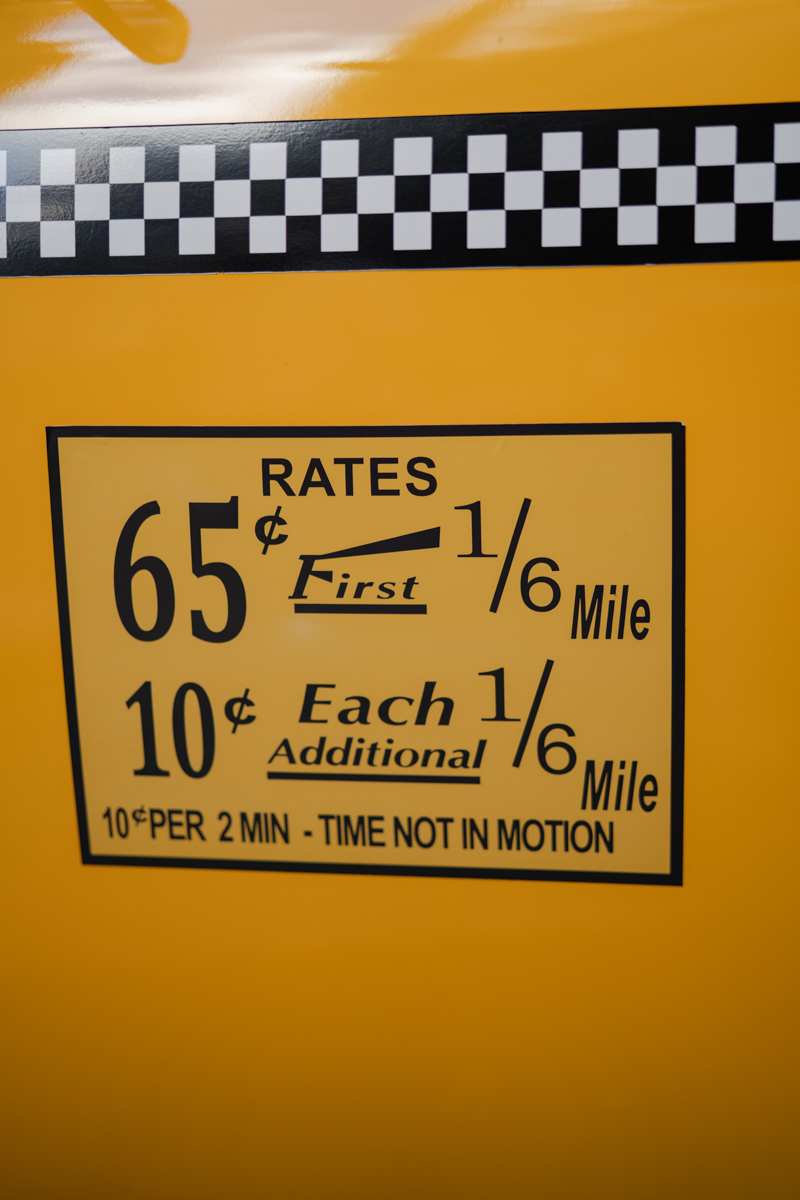 RATES
65¢ First 1/6 Mile
10¢ Each Additional 1/6 Mile
10¢ PER 2 MIN - TIME NOT IN MOTION